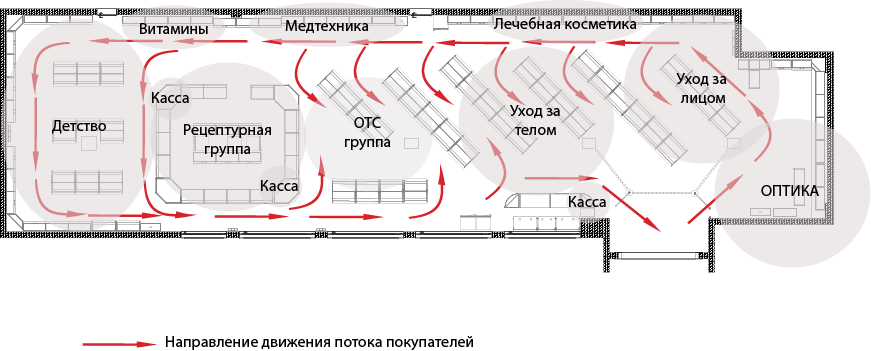 Витамины
Медтехника
Лечебная косметика
Уход за
лицом
Касса
Детство
Рецептурная
группа
ОТС
группа
Уход за
телом
Касса
Касса
ОПТИКА
Направление движения потока покупателей